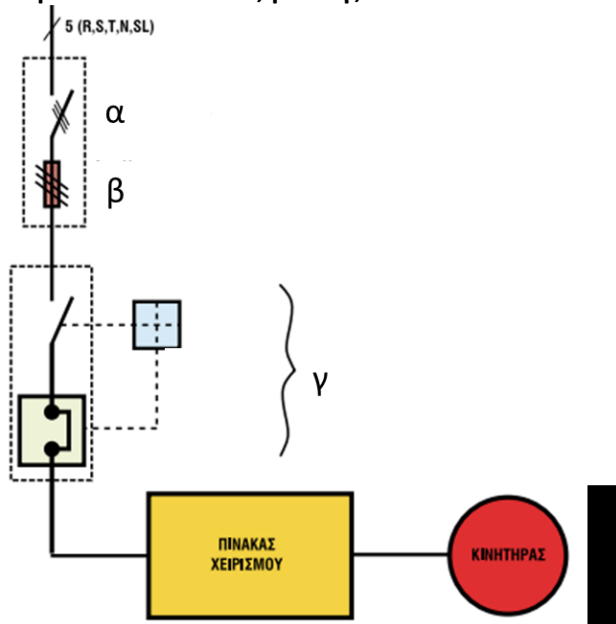 5 (R,S,T,N,SL)
α
β
γ
ΠΙΝΑΚΑΣ
ΧΕΙΡΙΣΜΟΥ
ΚΙΝΗΤΗΡΑΣ